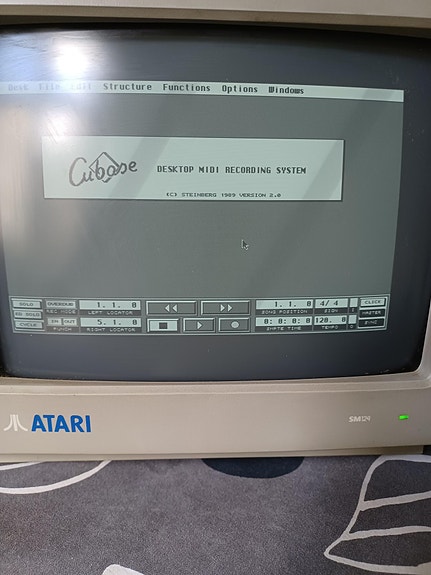 Desk File Edit Structure Functions Options Windows
Cubase DESKTOP MIDI RECORDING SYSTEM
(C) STEINBERG 1989 VERSION 2.0
SOLO OVERDUB 1. 1. 0 1. 1. 0 4/ 4 CLICK
REC MODE LEFT LOCATOR SONG POSITION SIGN MASTER
ED SOLO
IN OUT 5. 1. 0 0: 0: 0: 0 120. 0
CYCLE PUNCH RIGHT LOCATOR SMPTE TIME TEMPO SYNC
ATARI SM124